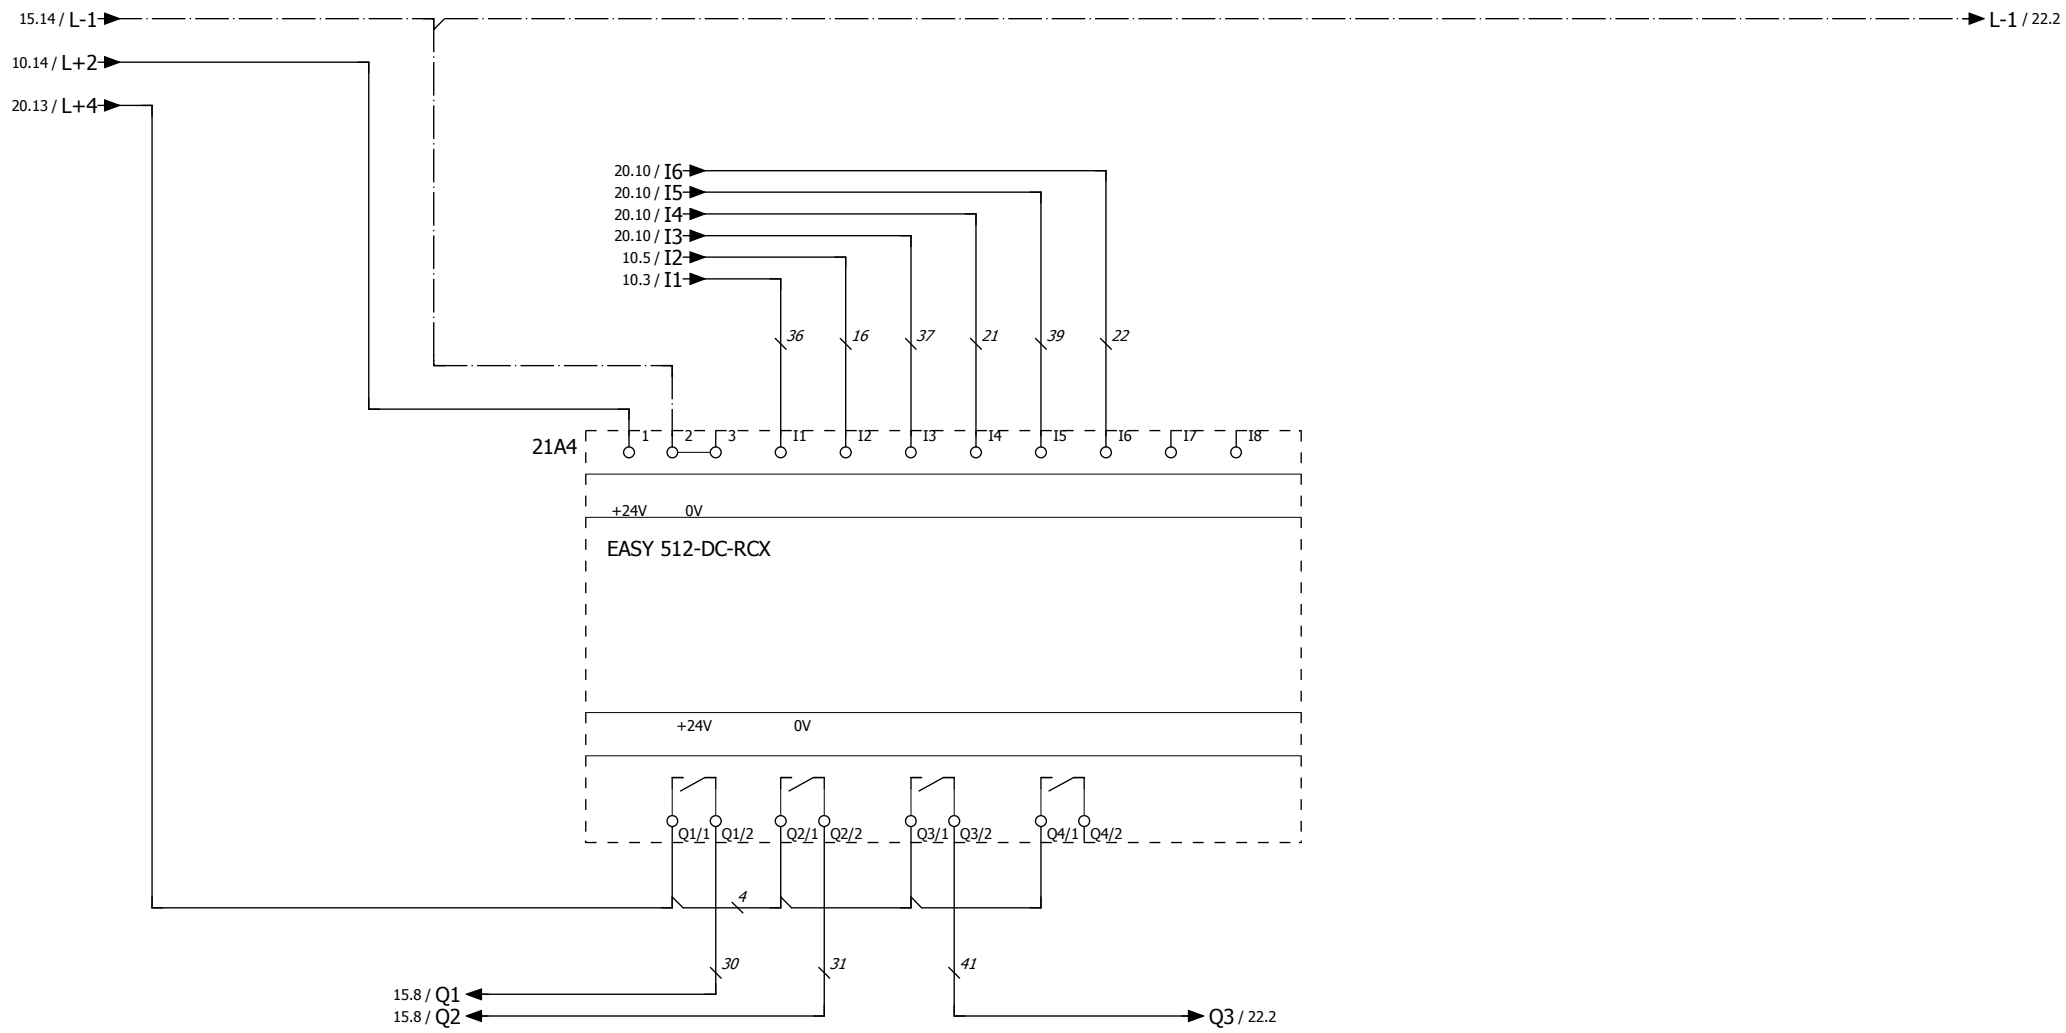 15.14 / L-1
L-1 / 22.2
10.14 / L+2
20.13 / L+4
20.10 / I6
20.10 / I5
20.10 / I4
20.10 / I3
10.5 / I2
10.3 / I1
36 16 37 21 39 22
21A4
1 2 3 I1 I2 I3 I4 I5 I6 I7 I8
+24V 0V
EASY 512-DC-RCX
+24V 0V
Q1/1 Q1/2 Q2/1 Q2/2 Q3/1 Q3/2 Q4/1 Q4/2
4
30 31 41
15.8 / Q1
15.8 / Q2
Q3 / 22.2